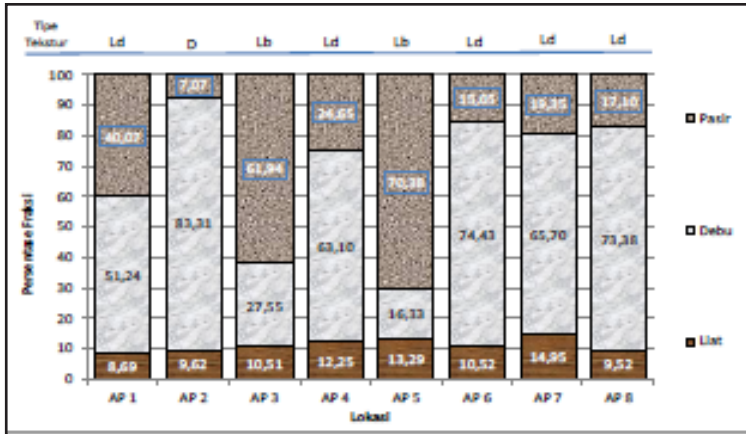 Tipe
Tekstur Ld D Lb Ld Lb Ld Ld Ld
100
90
80
70
60
50
40
30
20
10
0
Persentase Fraksi
40,07 7,07 61,94 24,65 70,38 15,05 19,35 17,10
51,24 83,31 27,55 63,10 16,33 74,43 65,70 73,38
8,69 9,62 10,51 12,25 13,29 10,52 14,95 9,52
AP 1 AP 2 AP 3 AP 4 AP 5 AP 6 AP 7 AP 8
Lokasi
Pasir
Debu
Liat